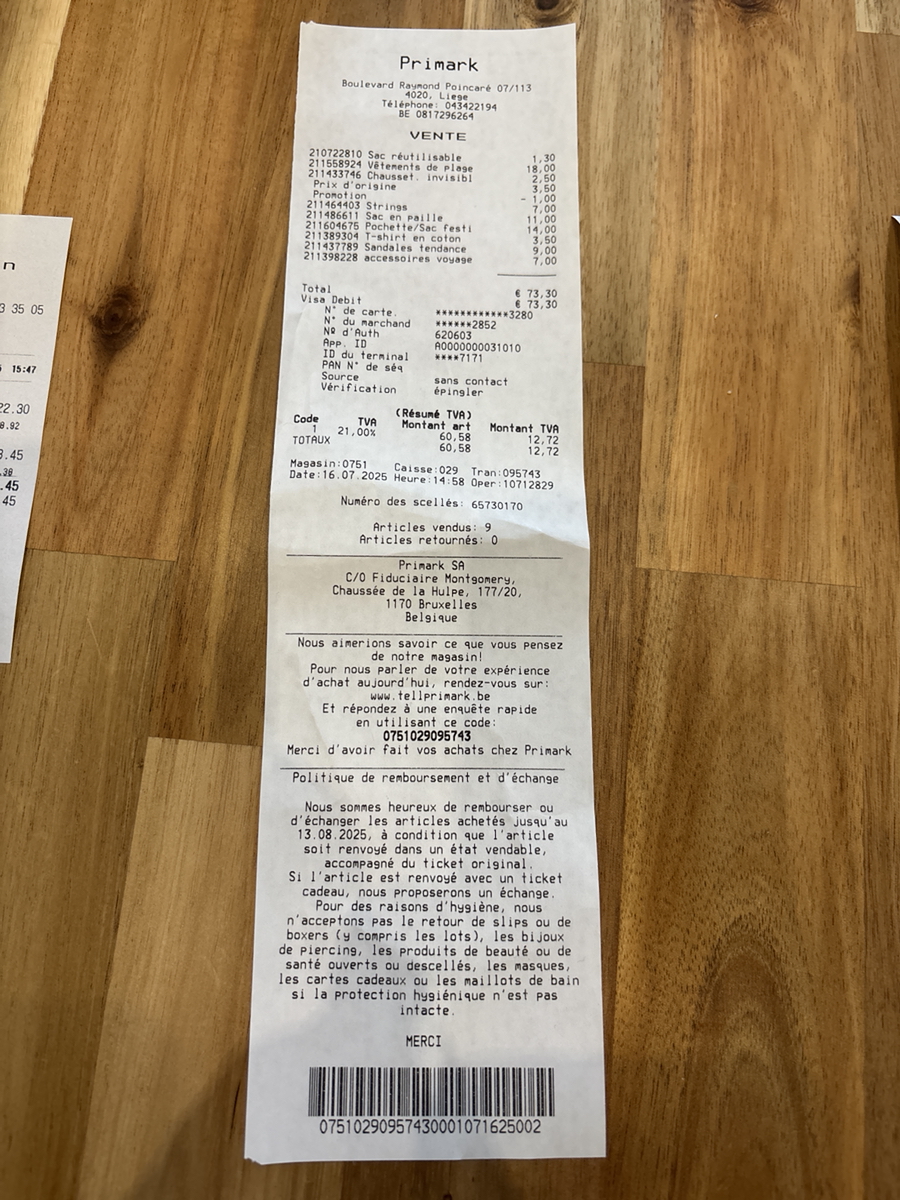 Primark
Boulevard Raymond Poincaré 07/113
4020, Liege
Téléphone: 043422194
BE 0817296264
VENTE
210722810 Sac réutilisable 1,30
211558924 Vêtements de plage 18,00
211433746 Chausset. invisibl 2,50
Prix d'origine 3,50
Promotion - 1,00
211464403 Strings 7,00
211486611 Sac en paille 11,00
211604675 Pochette/Sac festi 14,00
211389304 T-shirt en coton 3,50
211437789 Sandales tendance 9,00
211398228 accessoires voyage 7,00
Total € 73,30
Visa Debit € 73,30
N° de carte. ************3280
N° du marchand ******2852
Nº d'Auth 620603
App. ID A0000000031010
ID du terminal ****7171
PAN N° de séq
Source sans contact
Vérification épingler
(Résumé TVA)
Code TVA Montant art Montant TVA
1 21,00% 60,58 12,72
TOTAUX 60,58 12,72
Magasin:0751 Caisse:029 Tran:095743
Date:16.07.2025 Heure:14:58 Oper:10712829
Numéro des scellés: 65730170
Articles vendus: 9
Articles retournés: 0
Primark SA
C/O Fiduciaire Montgomery,
Chaussée de la Hulpe, 177/20,
1170 Bruxelles
Belgique
Nous aimerions savoir ce que vous pensez
de notre magasin!
Pour nous parler de votre expérience
d'achat aujourd'hui, rendez-vous sur:
www.tellprimark.be
Et répondez à une enquête rapide
en utilisant ce code:
0751029095743
Merci d'avoir fait vos achats chez Primark
Politique de remboursement et d'échange
Nous sommes heureux de rembourser ou
d'échanger les articles achetés jusqu'au
13.08.2025, à condition que l'article
soit renvoyé dans un état vendable,
accompagné du ticket original.
Si l'article est renvoyé avec un ticket
cadeau, nous proposerons un échange.
Pour des raisons d'hygiène, nous
n'acceptons pas le retour de slips ou de
boxers (y compris les lots), les bijoux
de piercing, les produits de beauté ou de
santé ouverts ou descellés, les masques,
les cartes cadeaux ou les maillots de bain
si la protection hygiénique n'est pas
intacte.
MERCI
07510290957430001071625002
n
3 35 05
15:47
22.30
8.92
3.45
.38
.45
45